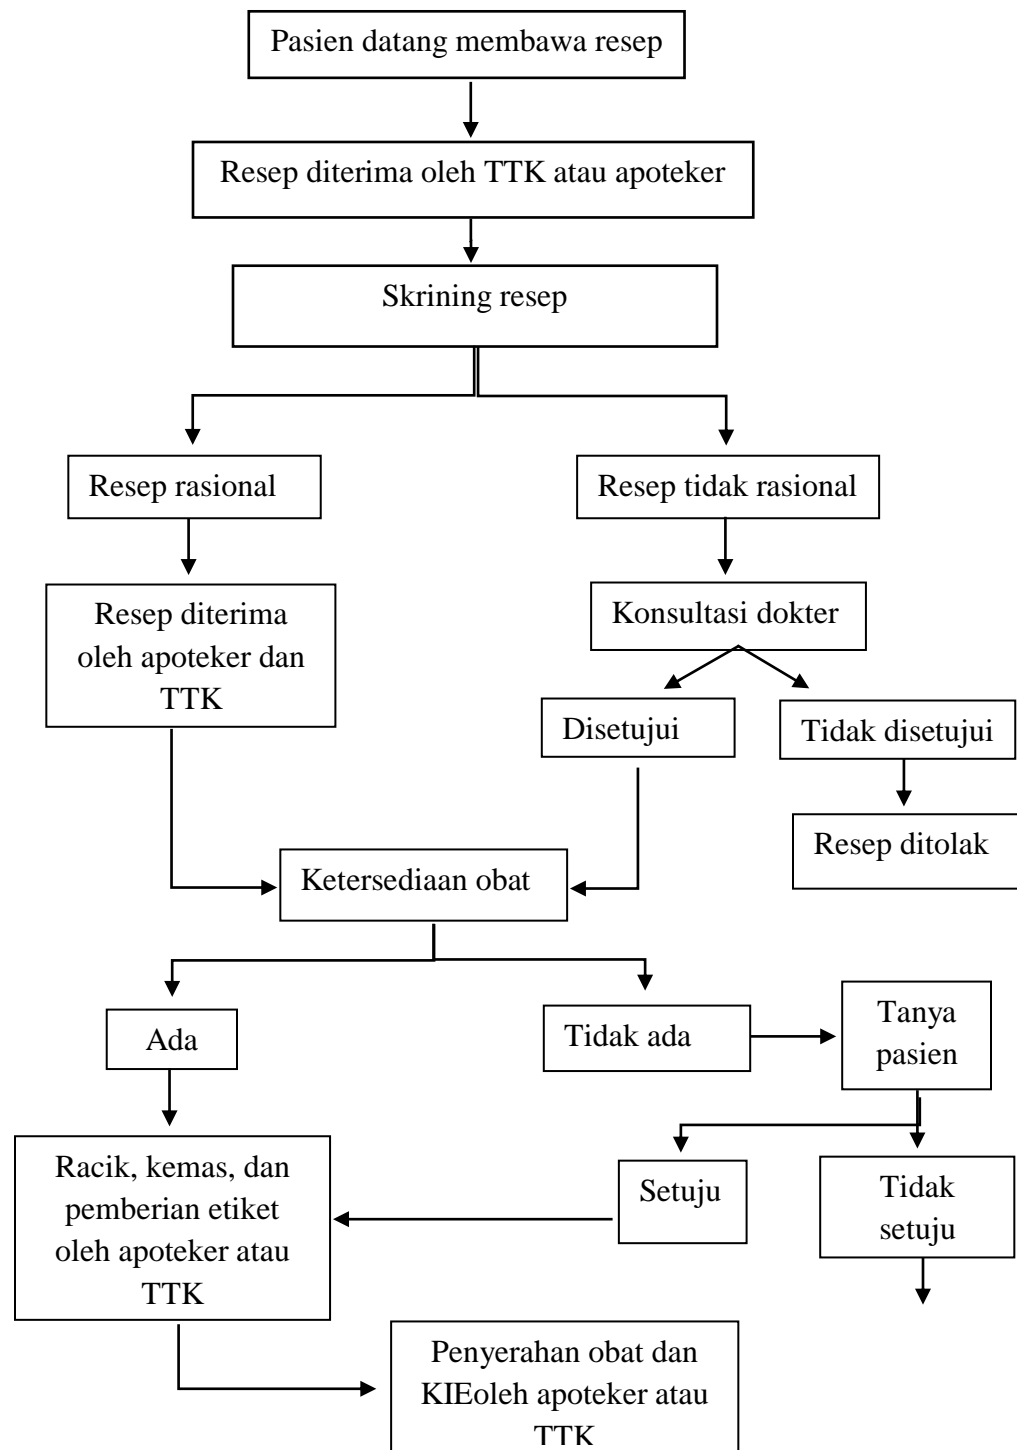 Pasien datang membawa resep
Resep diterima oleh TTK atau apoteker
Skrining resep
Resep rasional
Resep tidak rasional
Resep diterima
oleh apoteker dan
TTK
Konsultasi dokter
Disetujui
Tidak disetujui
Resep ditolak
Ketersediaan obat
Ada
Tidak ada
Tanya
pasien
Racik, kemas, dan
pemberian etiket
oleh apoteker atau
TTK
Setuju
Tidak
setuju
Penyerahan obat dan
KIEoleh apoteker atau
TTK